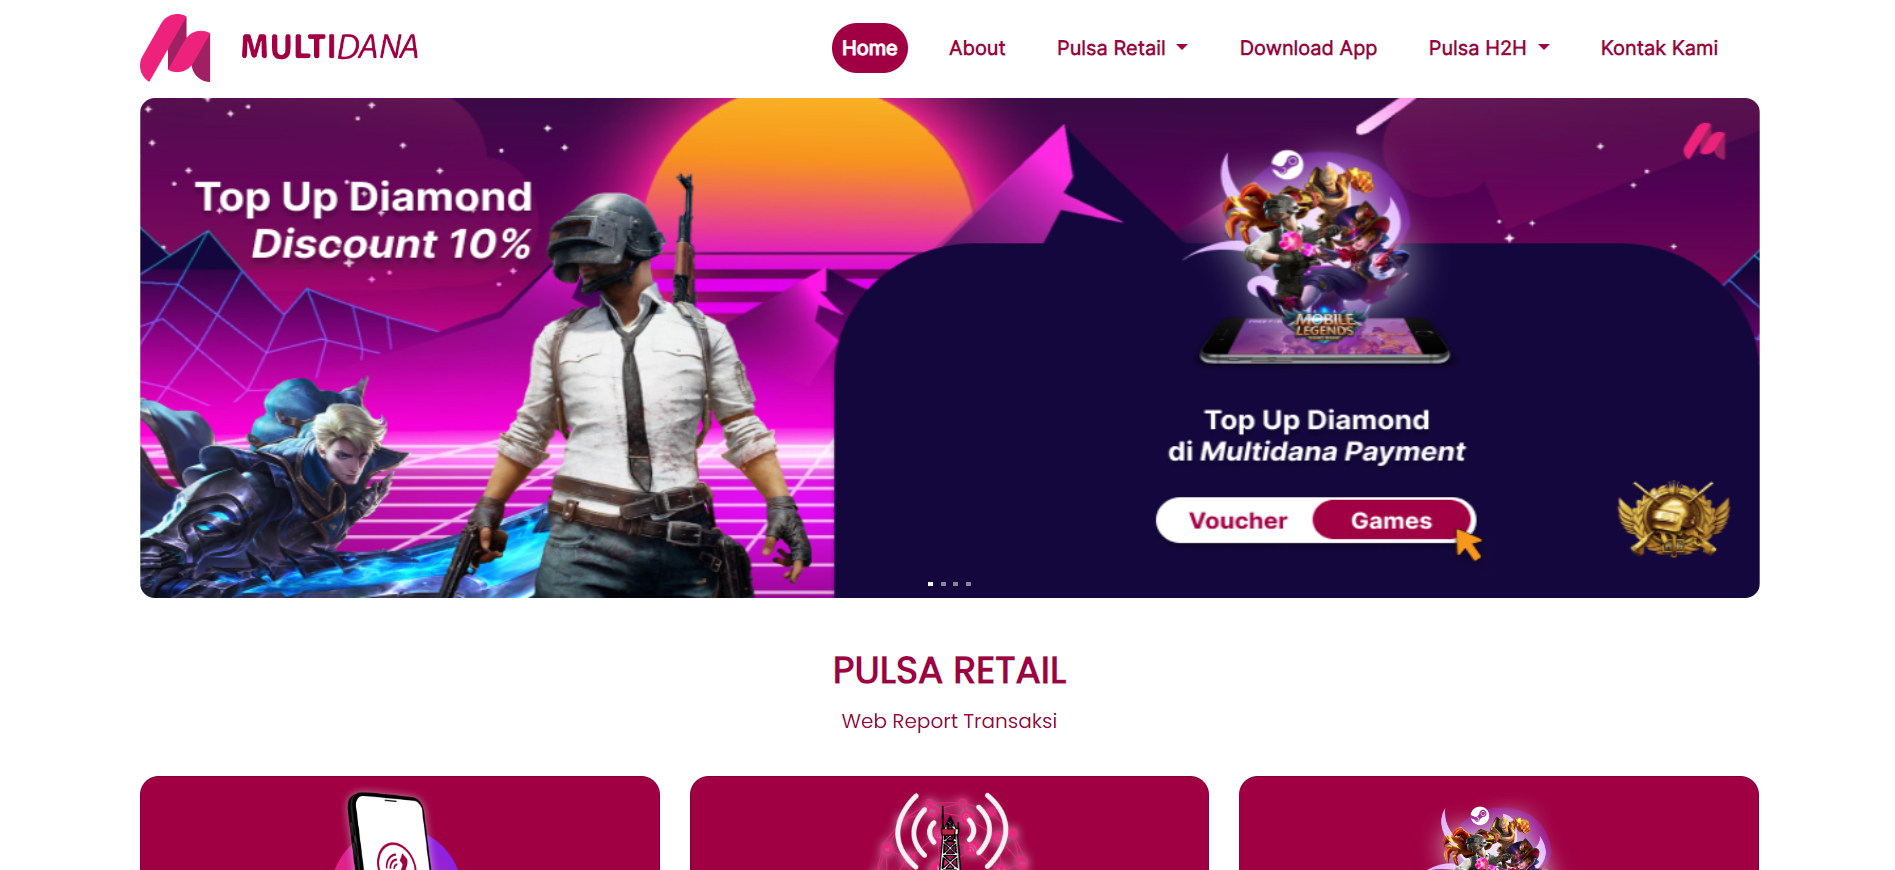 MULTIDANA
Home
About
Pulsa Retail
Download App
Pulsa H2H
Kontak Kami
Top Up Diamond
Discount 10%
MOBILE
LEGENDS
Top Up Diamond
di Multidana Payment
Voucher
Games
PULSA RETAIL
Web Report Transaksi